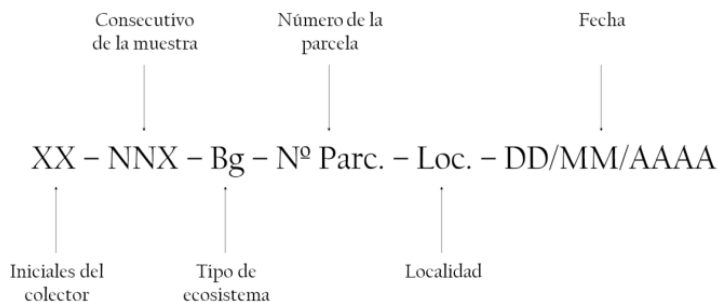 Consecutivo
de la muestra
Número de la
parcela
Fecha
XX – NNX – Bg – Nº Parc. – Loc. – DD/MM/AAAA
Iniciales del
colector
Tipo de
ecosistema
Localidad